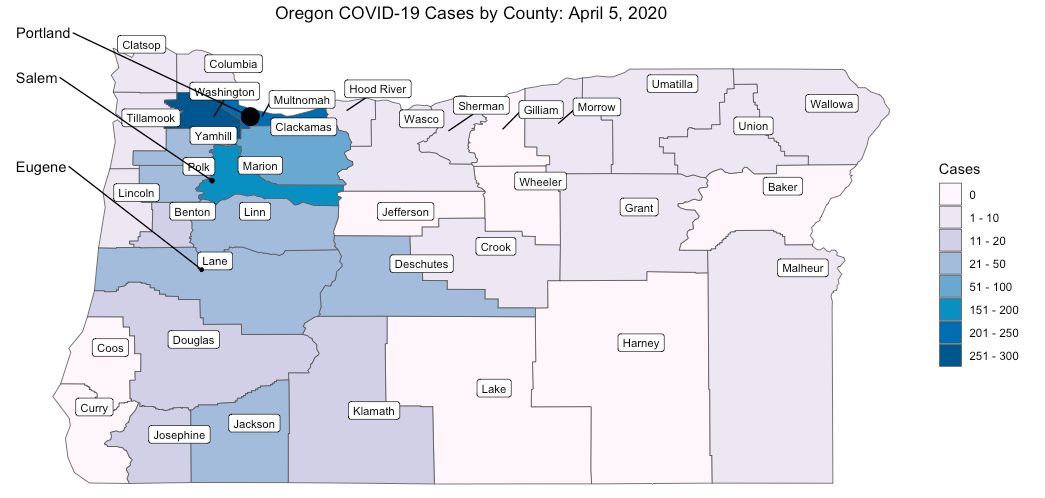 Oregon COVID-19 Cases by County: April 5, 2020
Portland
Clatsop
Columbia
Salem
Washington
Multnomah
Hood River
Umatilla
Tillamook
Clackamas
Wasco
Sherman
Gilliam
Morrow
Wallowa
Yamhill
Union
Eugene
Polk
Marion
Wheeler
Baker
Lincoln
Benton
Linn
Jefferson
Grant
Crook
Lane
Deschutes
Malheur
Douglas
Coos
Harney
Lake
Curry
Klamath
Josephine
Jackson
Cases
0
1 - 10
11 - 20
21 - 50
51 - 100
151 - 200
201 - 250
251 - 300